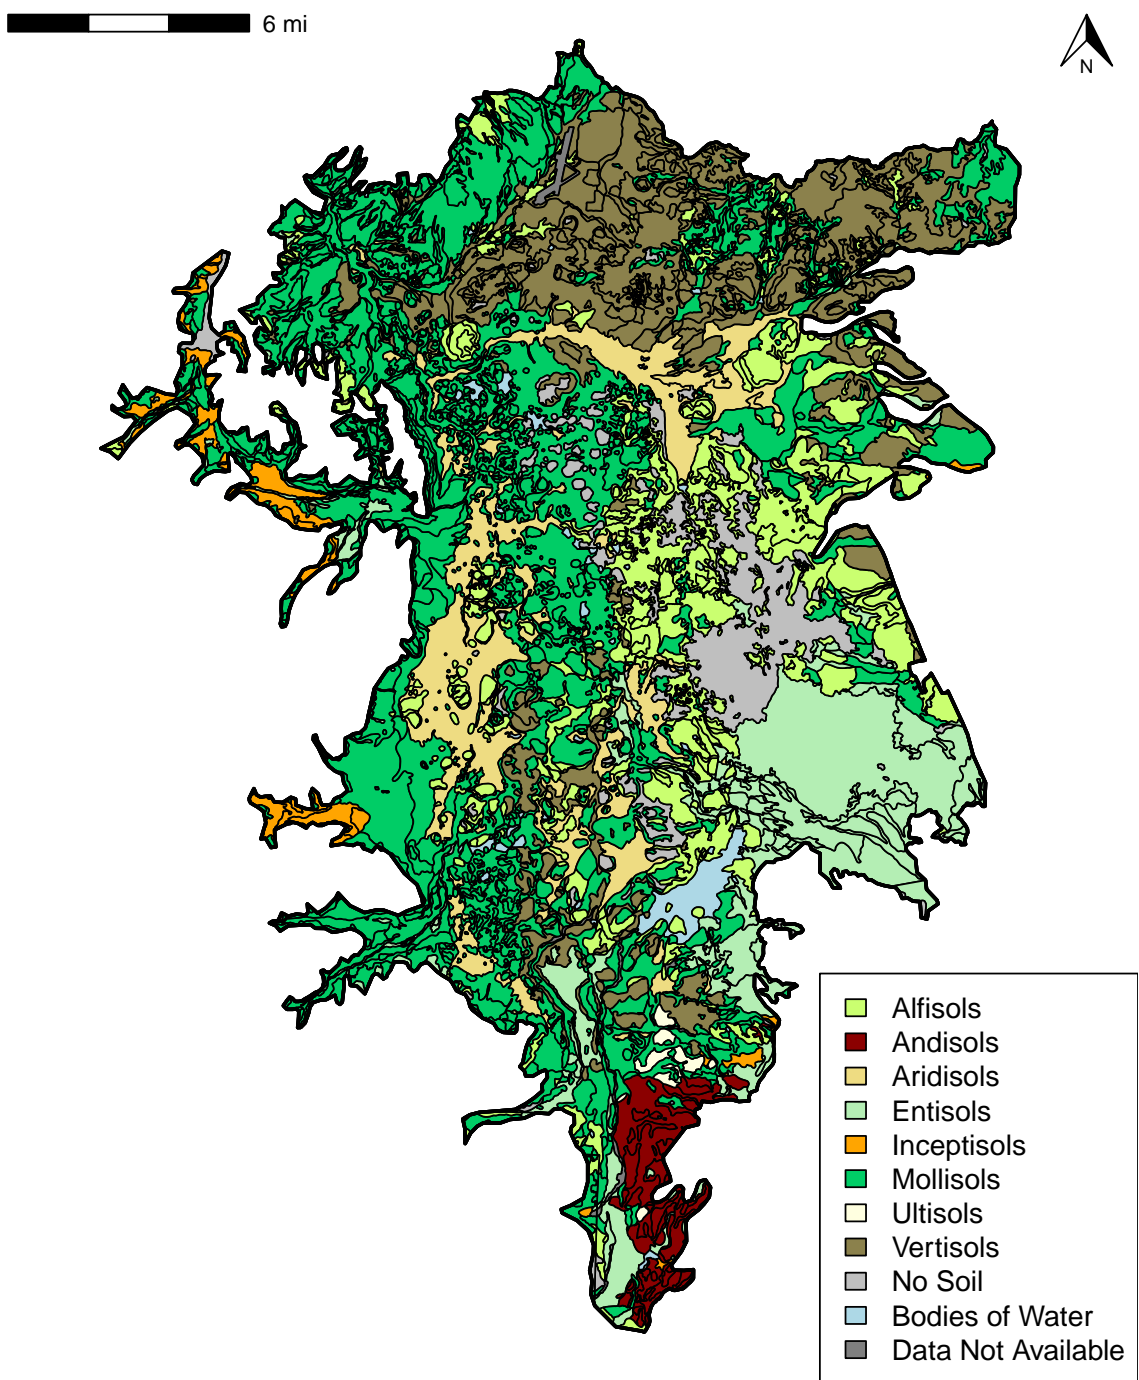 6 mi
N
Alfisols
Andisols
Aridisols
Entisols
Inceptisols
Mollisols
Ultisols
Vertisols
No Soil
Bodies of Water
Data Not Available